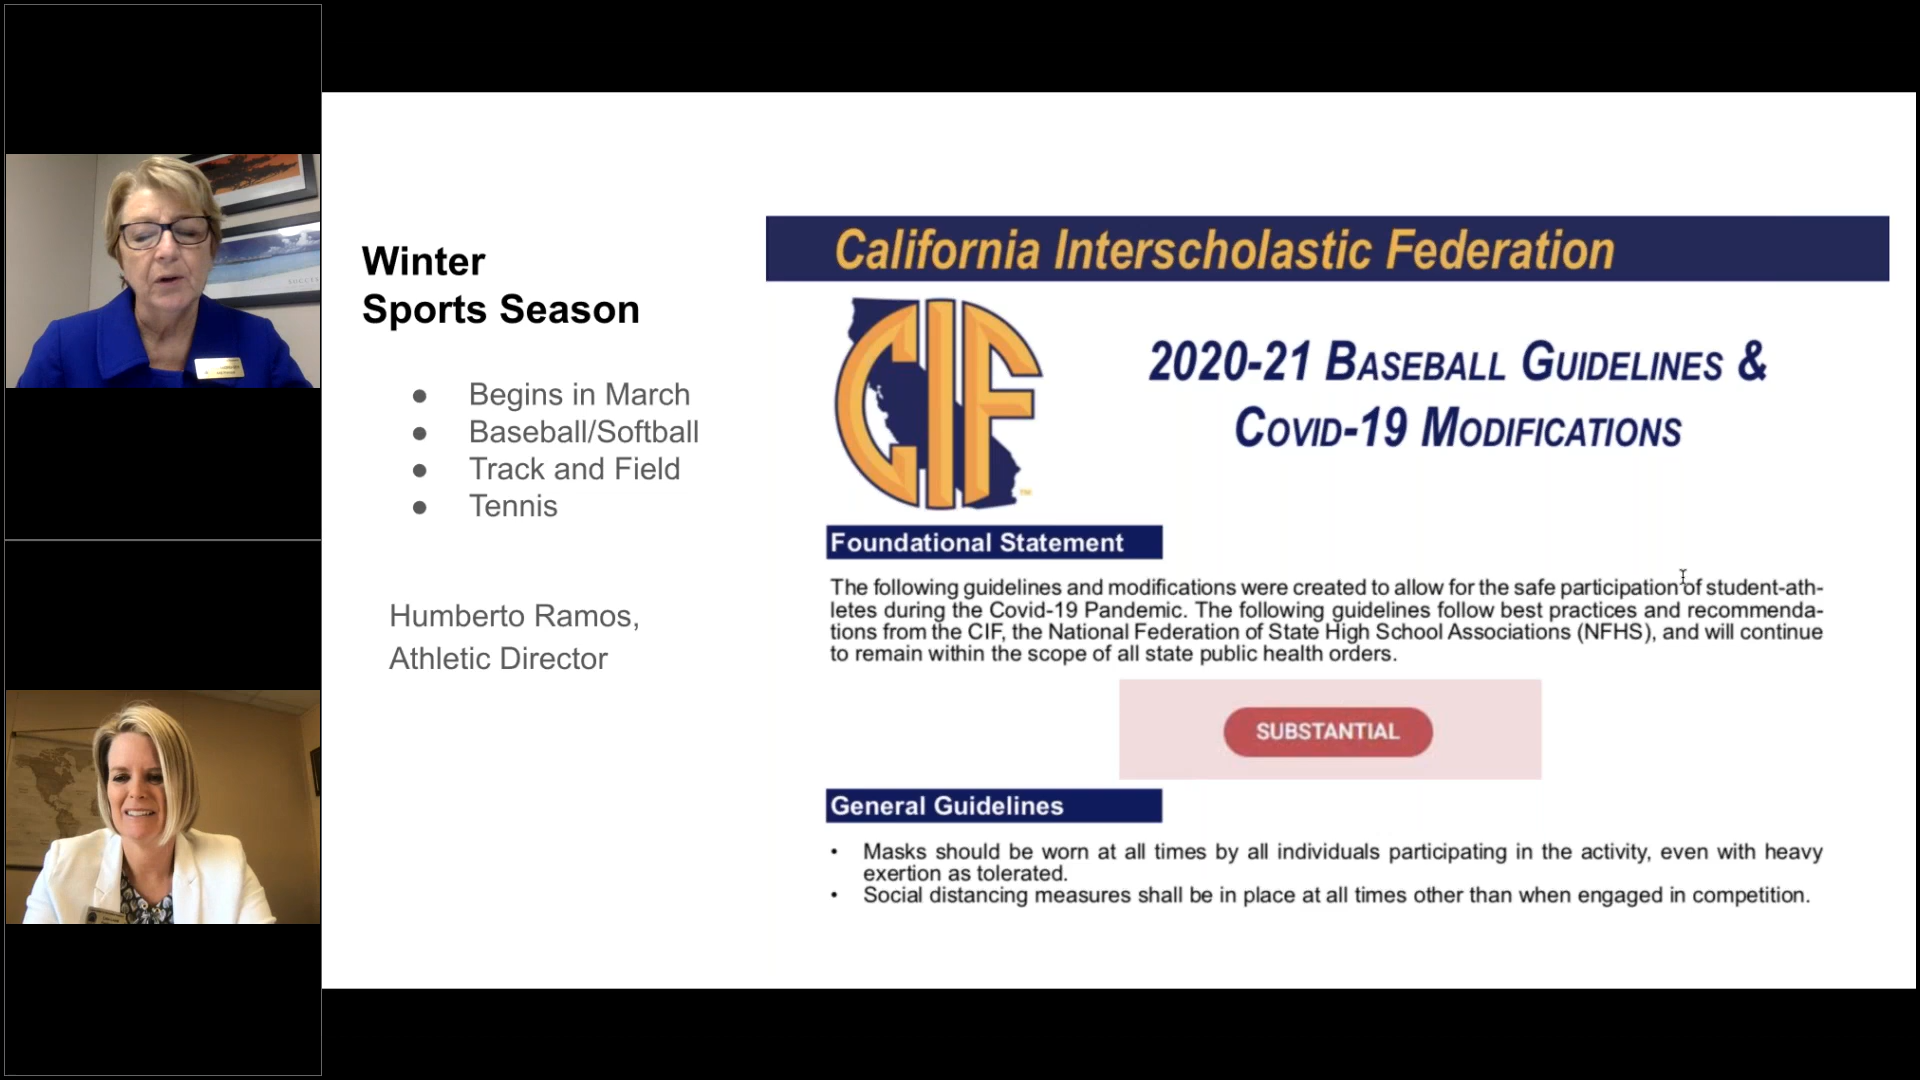 Winter
Sports Season
● Begins in March
● Baseball/Softball
● Track and Field
● Tennis
Humberto Ramos,
Athletic Director
California Interscholastic Federation
CIF
TM
2020-21 BASEBALL GUIDELINES &
COVID-19 MODIFICATIONS
Foundational Statement
The following guidelines and modifications were created to allow for the safe participation of student-ath-
letes during the Covid-19 Pandemic. The following guidelines follow best practices and recommenda-
tions from the CIF, the National Federation of State High School Associations (NFHS), and will continue
to remain within the scope of all state public health orders.
SUBSTANTIAL
General Guidelines
• Masks should be worn at all times by all individuals participating in the activity, even with heavy
exertion as tolerated.
• Social distancing measures shall be in place at all times other than when engaged in competition.